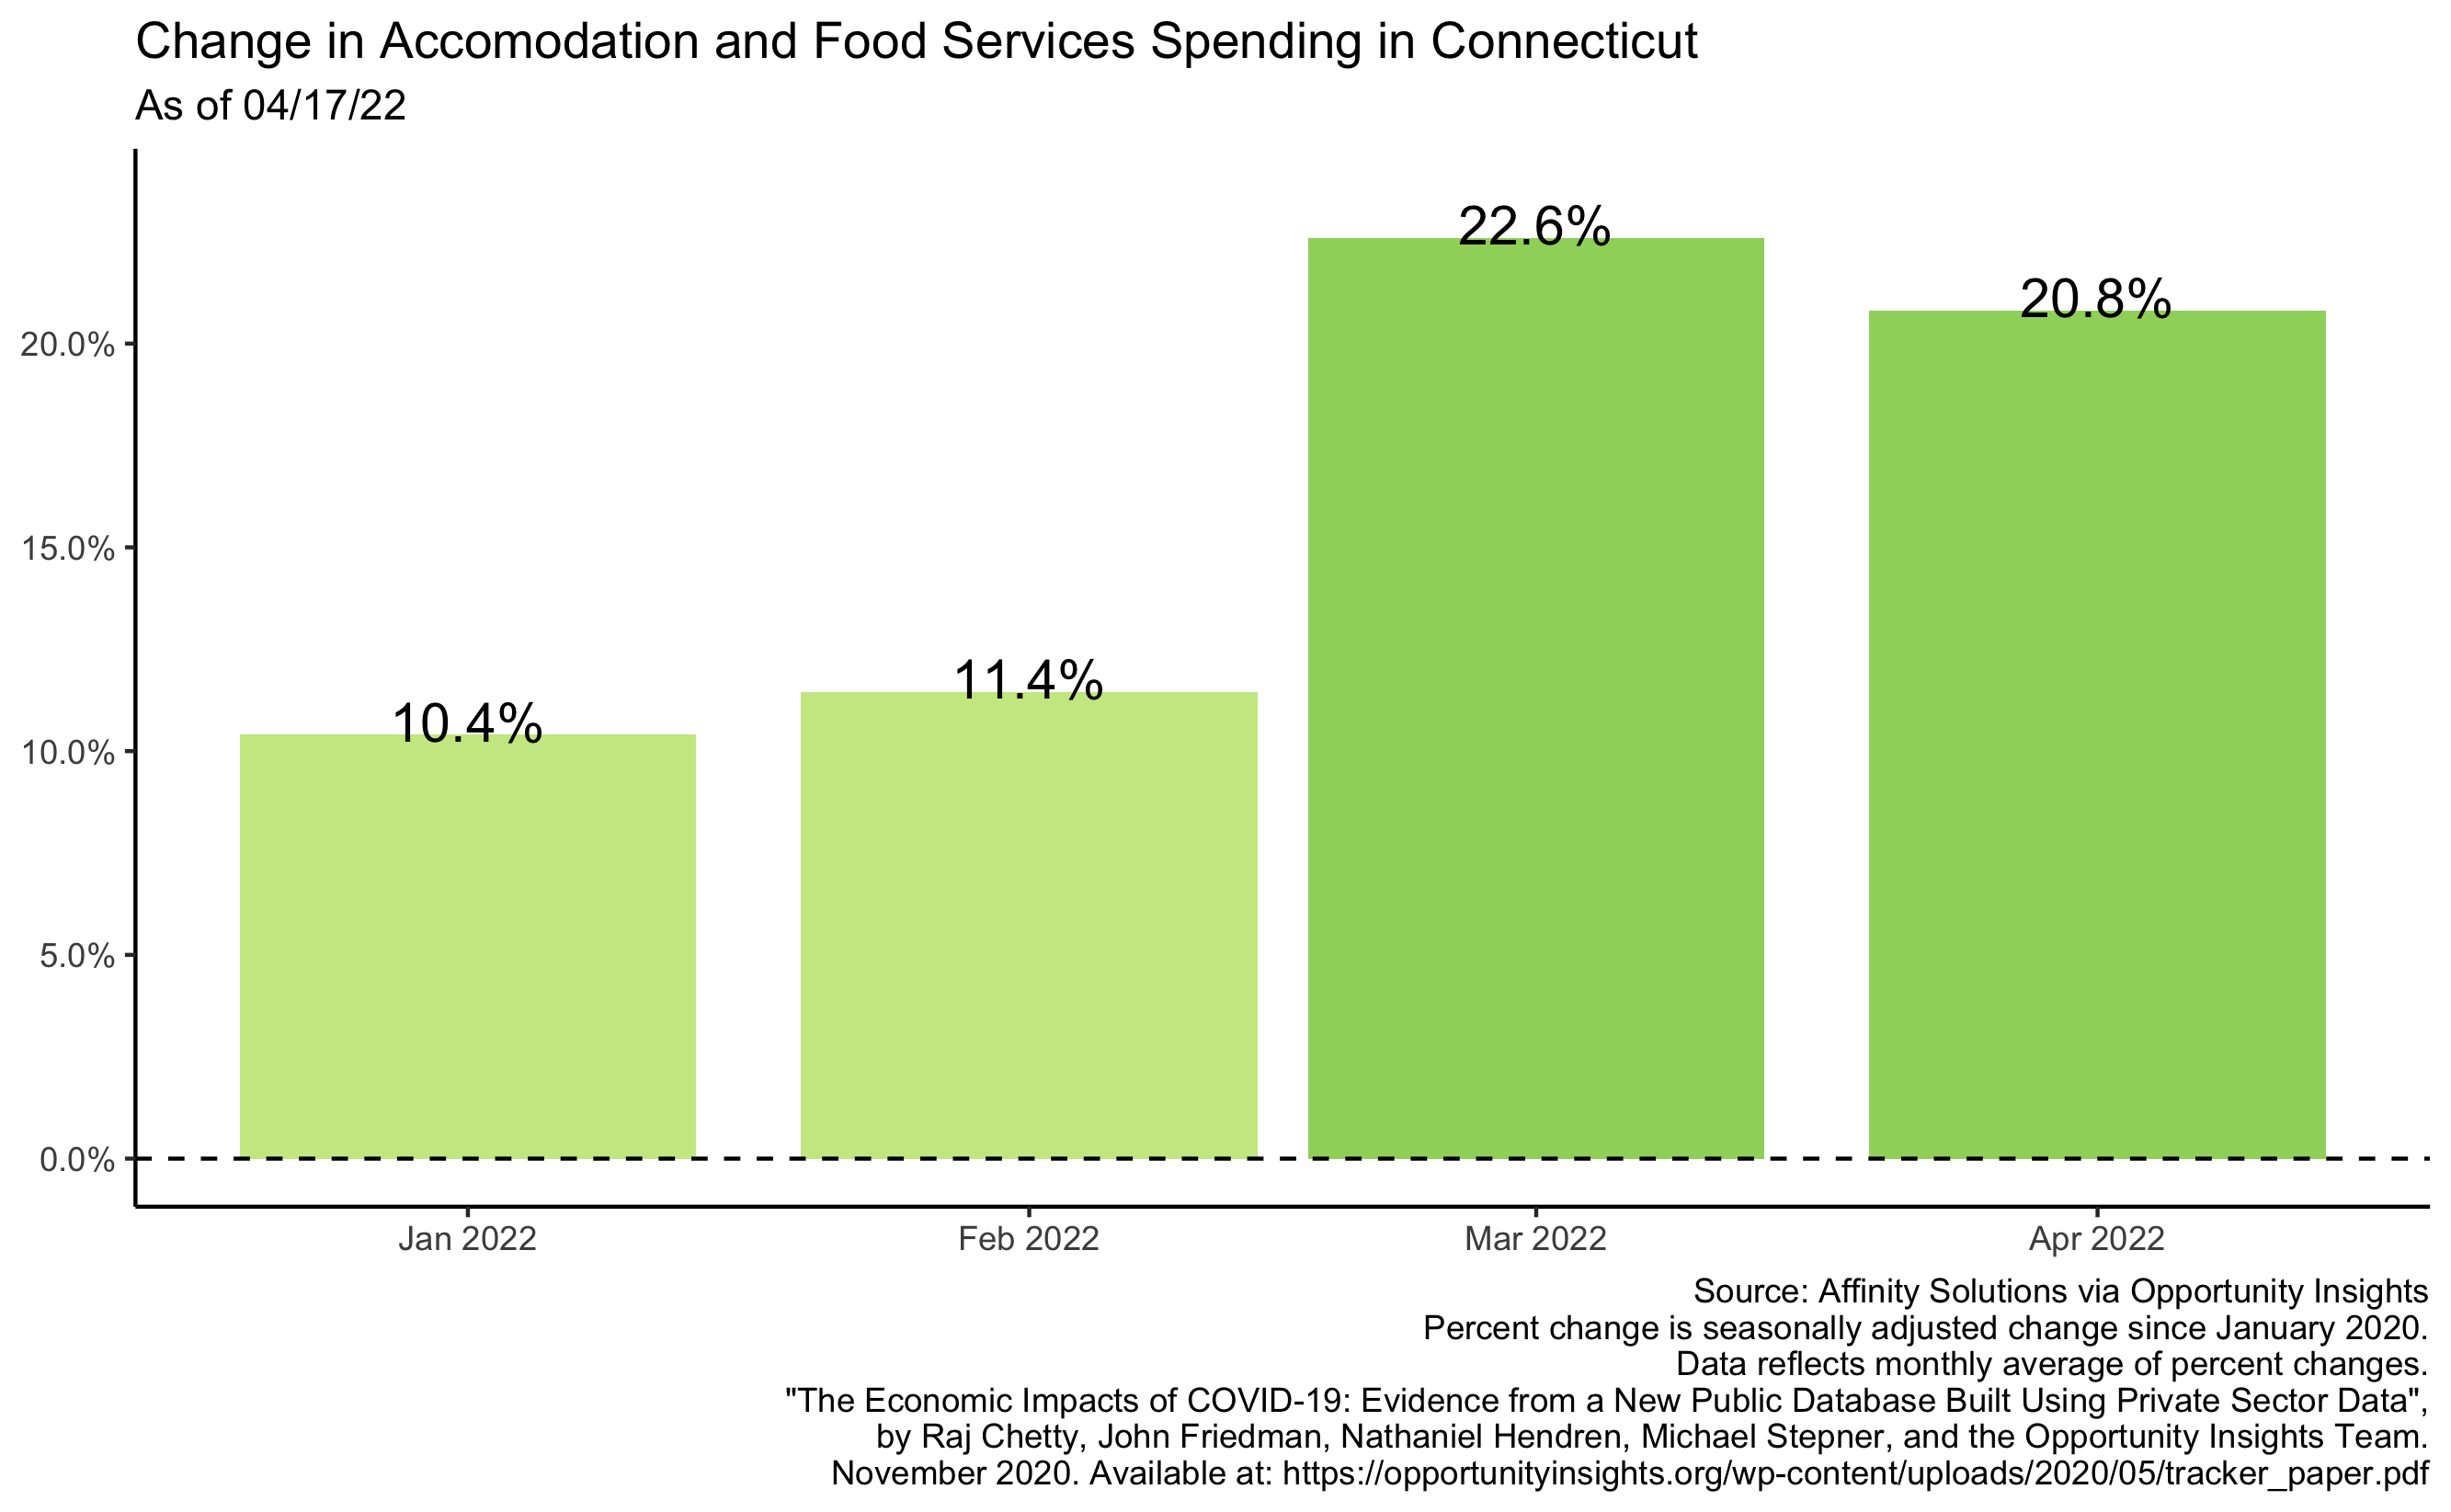 Change in Accomodation and Food Services Spending in Connecticut
As of 04/17/22
22.6%
20.8%
20.0%
15.0%
11.4%
10.4%
10.0%
5.0%
0.0%
Jan 2022 Feb 2022 Mar 2022 Apr 2022
Source: Affinity Solutions via Opportunity Insights
Percent change is seasonally adjusted change since January 2020.
Data reflects monthly average of percent changes.
"The Economic Impacts of COVID-19: Evidence from a New Public Database Built Using Private Sector Data",
by Raj Chetty, John Friedman, Nathaniel Hendren, Michael Stepner, and the Opportunity Insights Team.
November 2020. Available at: https://opportunityinsights.org/wp-content/uploads/2020/05/tracker_paper.pdf